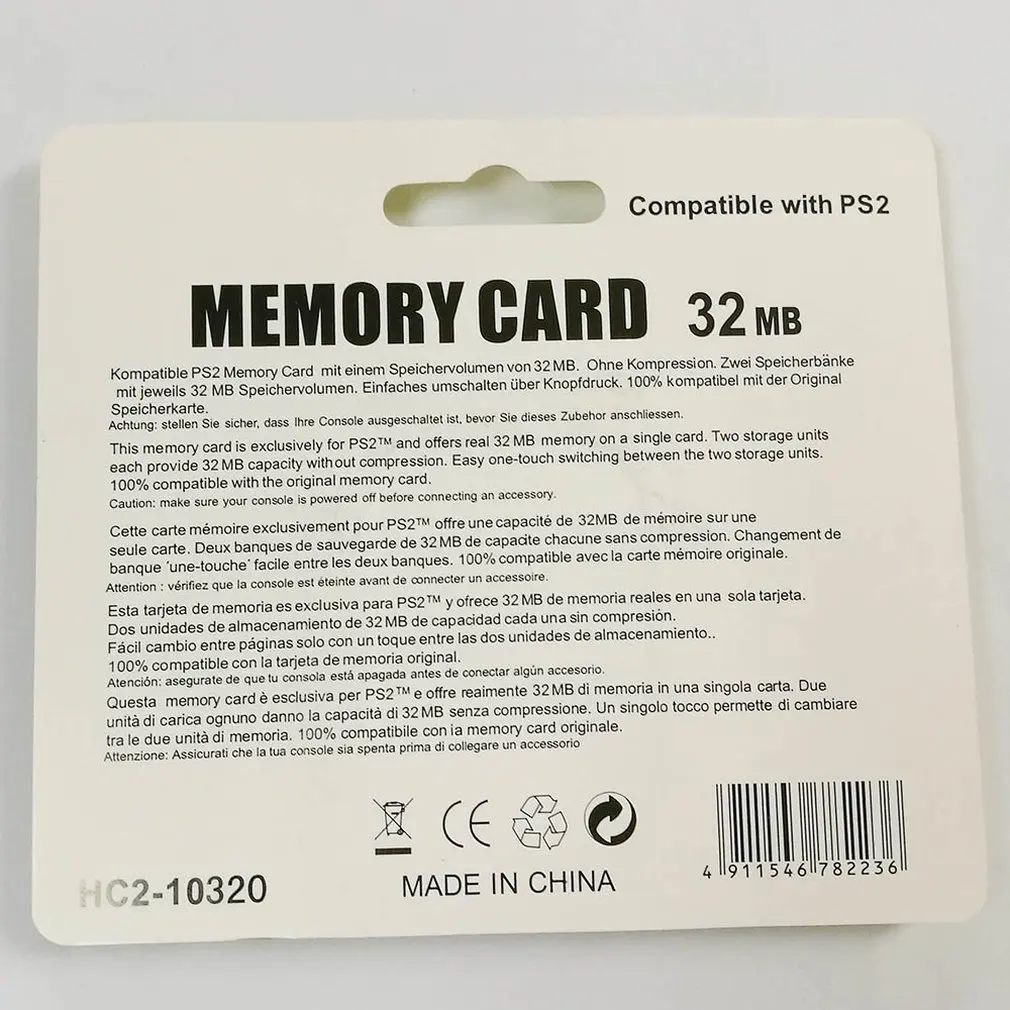 Compatible with PS2
MEMORY CARD 32 MB
Kompatible PS2 Memory Card mit einem Speichervolumen von 32 MB. Ohne Kompression. Zwei Speicherbänke
mit jeweils 32 MB Speichervolumen. Einfaches umschalten über Knopfdruck. 100% kompatibel mit der Original
Speicherkarte.
Achtung: stellen Sie sicher, dass Ihre Console ausgeschaltet ist, bevor Sie dieses Zubehor anschliessen.
This memory card is exclusively for PS2™ and offers real 32 MB memory on a single card. Two storage units
each provide 32 MB capacity without compression. Easy one-touch switching between the two storage units.
100% compatible with the original memory card.
Caution: make sure your console is powered off before connecting an accessory.
Cette carte mémoire exclusivement pour PS2™ offre une capacité de 32MB de mémoire sur une
seule carte. Deux banques de sauvegarde de 32 MB de capacite chacune sans compression. Changement de
banque ´une-touche´ facile entre les deux banques. 100% compatible avec la carte mémoire originale.
Attention : vérifiez que la console est éteinte avant de connecter un accessoire.
Esta tarjeta de memoria es exclusiva para PS2™ y ofrece 32 MB de memoria reales en una sola tarjeta.
Dos unidades de almacenamiento de 32 MB de capacidad cada una sin compresión.
Fácil cambio entre páginas solo con un toque entre las dos unidades de almacenamiento..
100% compatible con la tarjeta de memoria original.
Atención: asegurate de que tu consola está apagada antes de conectar algún accesorio.
Questa memory card è esclusiva per PS2™ e offre reaimente 32 MB di memoria in una singola carta. Due
unità di carica ognuno danno la capacità di 32 MB senza compressione. Un singolo tocco permette di cambiare
tra le due unità di memoria. 100% compatibile con ia memory card originale.
Attenzione: Assicurati che la tua console sia spenta prima di collegare un accessorio
CE
4 911546 782236
HC2-10320
MADE IN CHINA